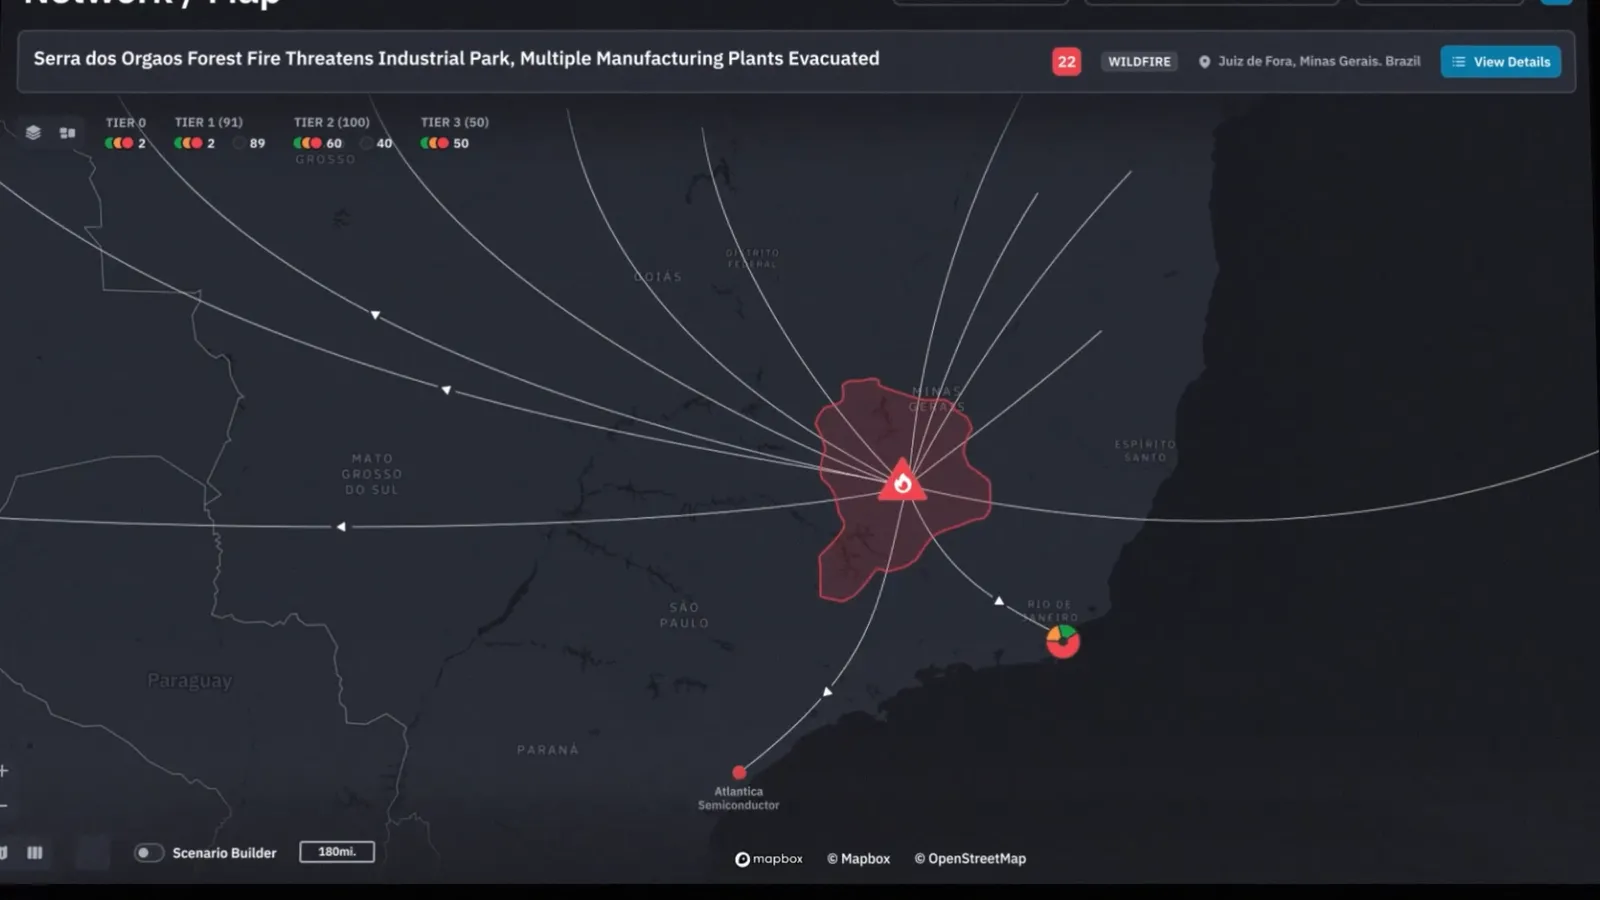 Network / Map
Serra dos Orgaos Forest Fire Threatens Industrial Park, Multiple Manufacturing Plants Evacuated
22
WILDFIRE
Juiz de Fora, Minas Gerais. Brazil
View Details
TIER 0
TIER 1 (91)
TIER 2 (100)
TIER 3 (50)
2
2
89
60
40
50
GROSSO
DISTRITO
FEDERAL
GOIÁS
MINAS
GERAIS
ESPÍRITO
SANTO
MATO
GROSSO
DO SUL
RIO DE
JANEIRO
SÃO
PAULO
Paraguay
PARANÁ
Atlantica
Semiconductor
+
−
Scenario Builder
180mi.
mapbox
© Mapbox
© OpenStreetMap